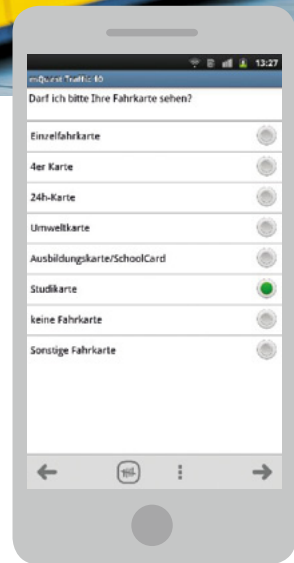 13:27
mQuest Traffic 10
Darf ich bitte Ihre Fahrkarte sehen?
Einzelfahrkarte
4er Karte
24h-Karte
Umweltkarte
Ausbildungskarte/SchoolCard
Studikarte
keine Fahrkarte
Sonstige Fahrkarte